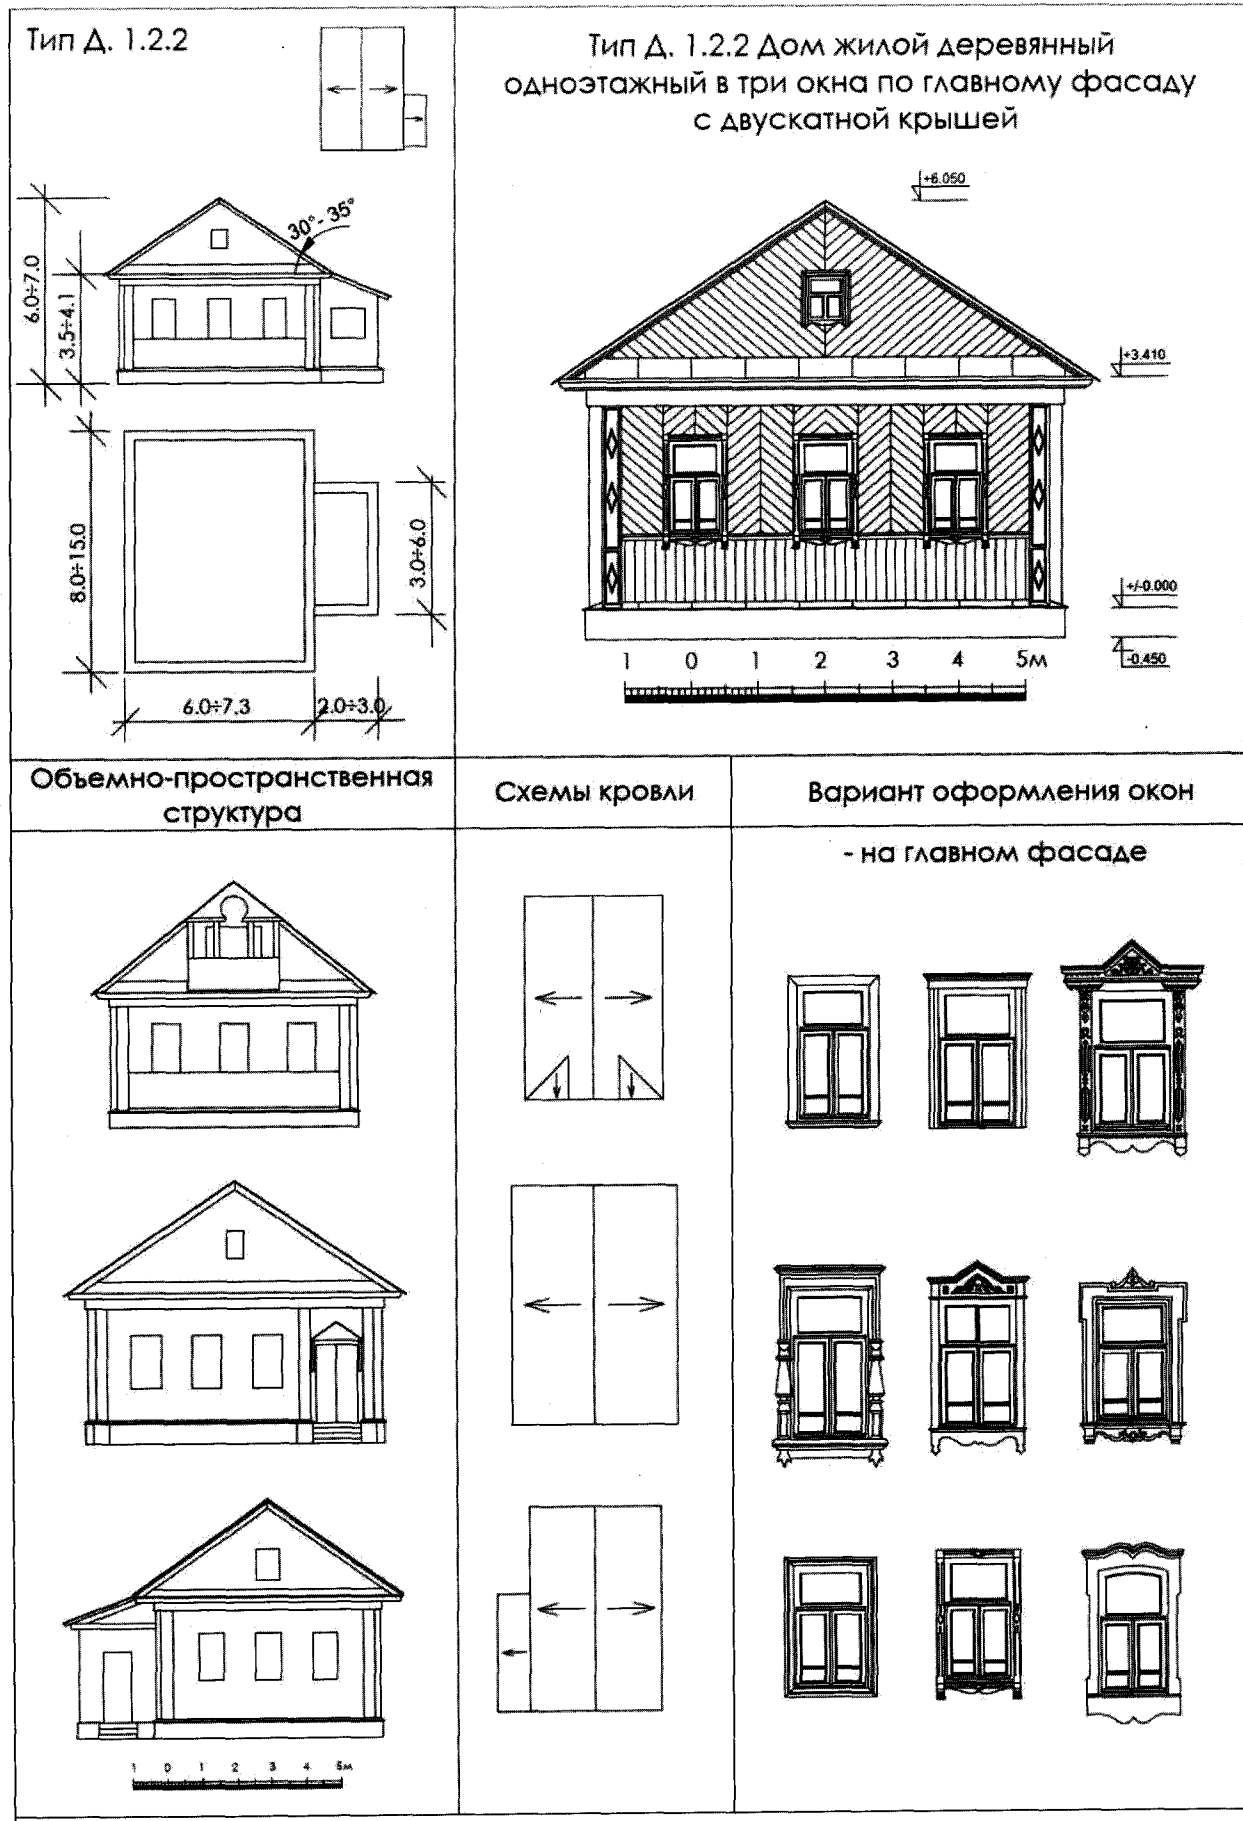 Тип Д. 1.2.2
30°- 35°
6.0÷7.0
3.5÷4.1
8.0÷15.0
3.0÷6.0
6.0÷7.3
2.0÷3.0
Тип Д. 1.2.2 Дом жилой деревянный
одноэтажный в три окна по главному фасаду
с двускатной крышей
+6.050
+3.410
+/-0.000
-0.450
1 0 1 2 3 4 5м
Объемно-пространственная
структура
Схемы кровли
Вариант оформления окон
- на главном фасаде
1 0 1 2 3 4 5м